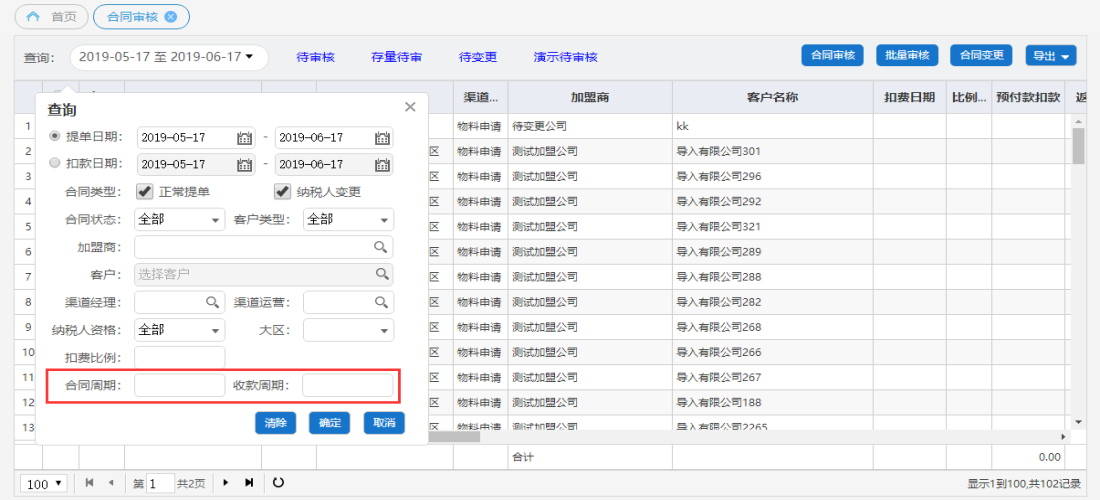 首页 合同审核
查询： 2019-05-17 至 2019-06-17 待审核 存量待审 待变更 演示待审核 合同审核 批量审核 合同变更 导出
渠道... 加盟商 客户名称 扣费日期 比例... 预付款扣款 返
查询
提单日期： 2019-05-17 - 2019-06-17
扣款日期： 2019-05-17 - 2019-06-17
合同类型： 正常提单 纳税人变更
合同状态： 全部 客户类型： 全部
加盟商：
客户： 选择客户
渠道经理： 渠道运营：
纳税人资格： 全部 大区：
扣费比例：
合同周期： 收款周期：
清除 确定 取消
1 物料申请 待变更公司 kk
2 区 物料申请 测试加盟公司 导入有限公司301
3 区 物料申请 测试加盟公司 导入有限公司296
4 区 物料申请 测试加盟公司 导入有限公司292
5 区 物料申请 测试加盟公司 导入有限公司321
6 区 物料申请 测试加盟公司 导入有限公司289
7 区 物料申请 测试加盟公司 导入有限公司288
8 区 物料申请 测试加盟公司 导入有限公司282
9 区 物料申请 测试加盟公司 导入有限公司268
10 区 物料申请 测试加盟公司 导入有限公司266
11 区 物料申请 测试加盟公司 导入有限公司267
12 区 物料申请 测试加盟公司 导入有限公司188
13 区 物料申请 测试加盟公司 导入有限公司2265
合计 0.00
100 第 1 共2页 显示1到100,共102记录